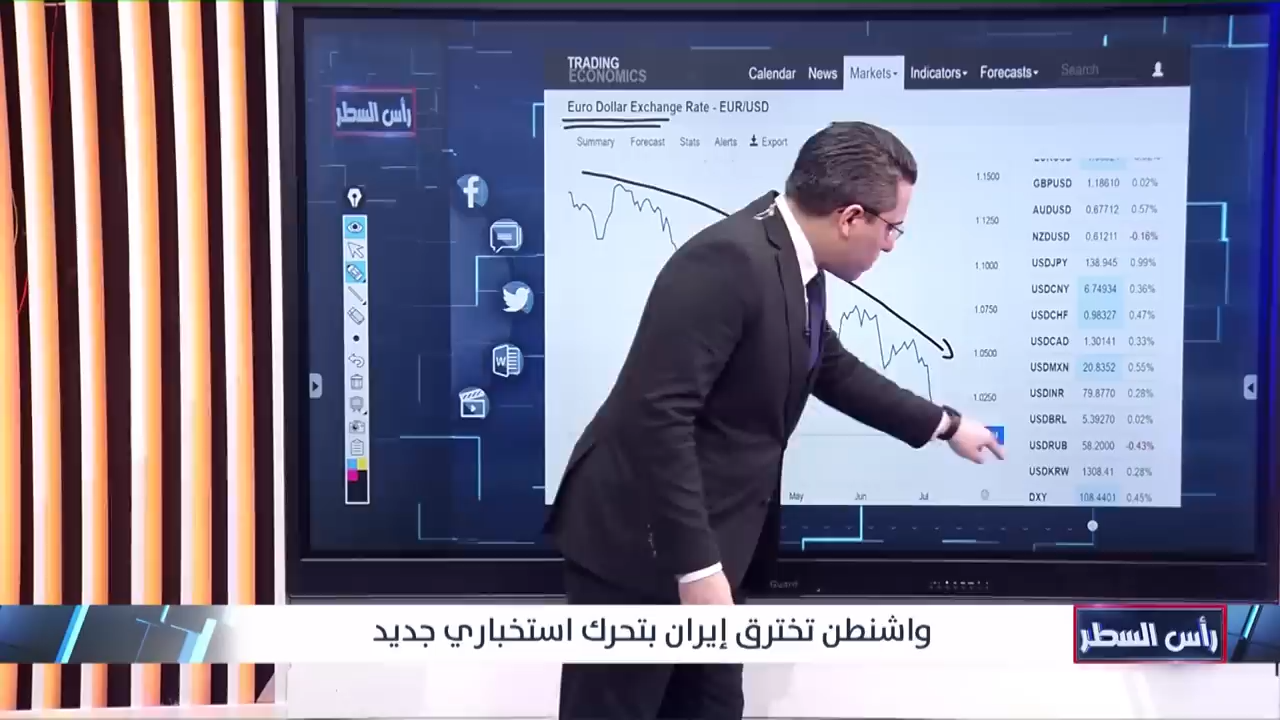 TRADING
ECONOMICS
Calendar News Markets Indicators Forecasts Search
رأس السطر
Euro Dollar Exchange Rate - EUR/USD
Summary Forecast Stats Alerts Export
1.1500
1.1250
1.1000
1.0750
1.0500
1.0250
May Jun Jul
GBPUSD 1.18610 0.02%
AUDUSD 0.67712 0.57%
NZDUSD 0.61211 -0.16%
USDJPY 138.945 0.99%
USDCNY 6.74934 0.36%
USDCHF 0.98327 0.47%
USDCAD 1.30141 0.33%
USDMXN 20.8352 0.55%
USDINR 79.8770 0.28%
USDBRL 5.39270 0.02%
USDRUB 58.2000 -0.43%
USDKRW 1308.41 0.28%
DXY 108.4401 0.45%
Guard
واشنطن تخترق إيران بتحرك استخباري جديد
رأس السطر